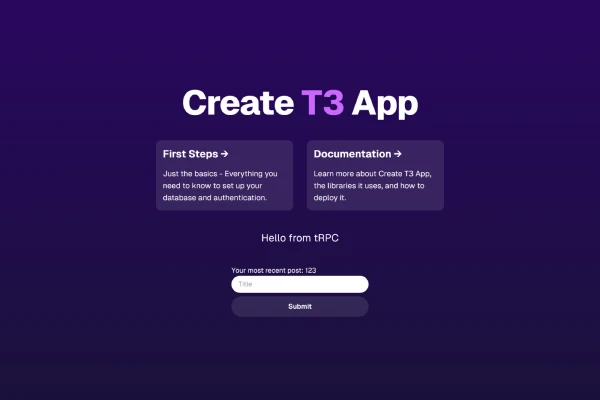 Create T3 App
First Steps →
Just the basics - Everything you
need to know to set up your
database and authentication.
Documentation →
Learn more about Create T3 App,
the libraries it uses, and how to
deploy it.
Hello from tRPC
Your most recent post: 123
Title
Submit